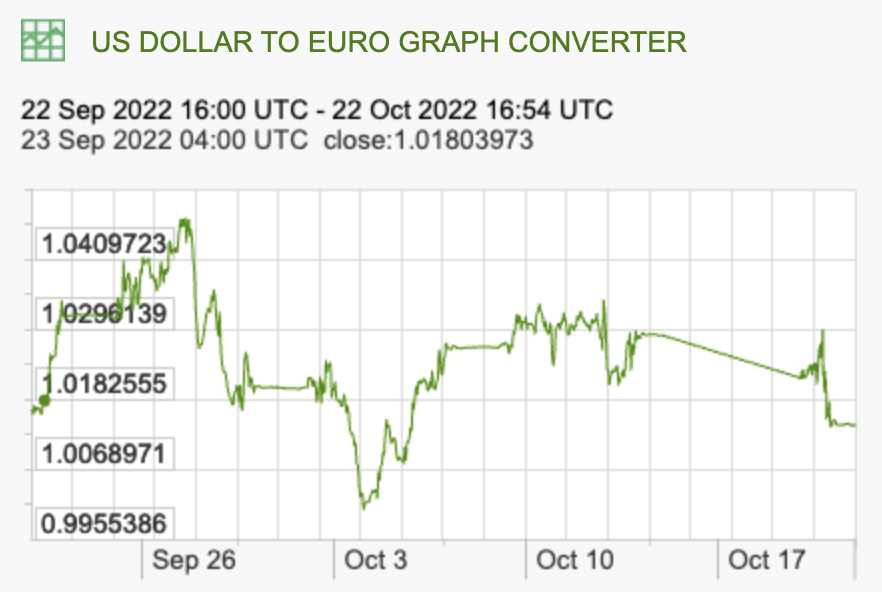 US DOLLAR TO EURO GRAPH CONVERTER
22 Sep 2022 16:00 UTC - 22 Oct 2022 16:54 UTC
23 Sep 2022 04:00 UTC close:1.01803973
1.0409723
1.0296139
1.0182555
1.0068971
0.9955386
Sep 26 Oct 3 Oct 10 Oct 17